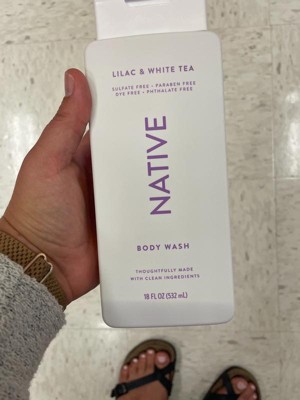 LILAC & WHITE TEA
SULFATE FREE - PARABEN FREE
DYE FREE - PHTHALATE FREE
NATIVE
BODY WASH
THOUGHTFULLY MADE
WITH CLEAN INGREDIENTS
18 FL OZ (532 mL)